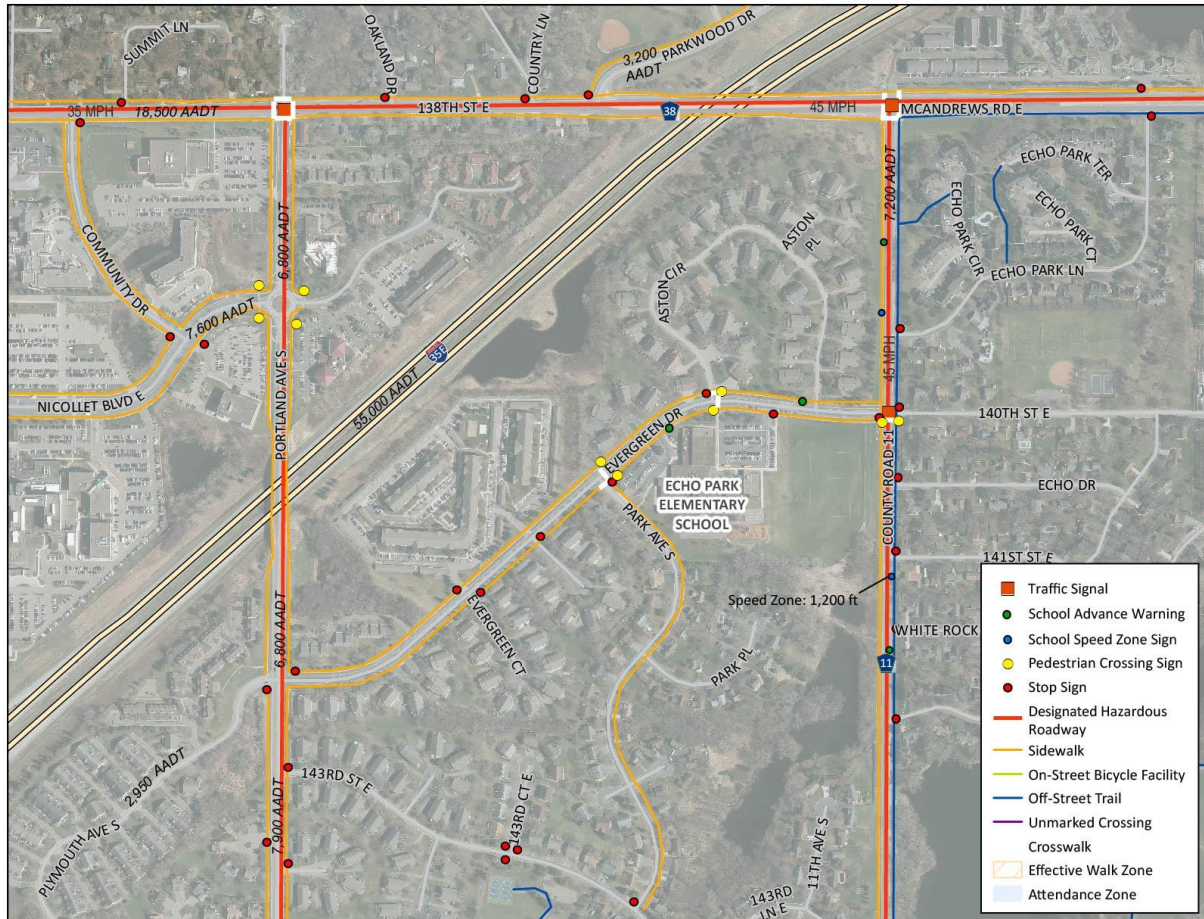 SUMMIT LN
OAKLAND DR
COUNTRY LN
3,200
AADT
PARKWOOD DR
35 MPH
18,500 AADT
138TH ST E
38
45 MPH
MCANDREWS RD E
ECHO PARK TER
7,200 AADT
ECHO PARK CIR
ECHO PARK CT
ECHO PARK LN
COMMUNITY DR
6,800 AADT
ASTON
PL
ASTON CIR
7,600 AADT
NICOLLET BLVD E
PORTLAND AVE S
35E
55,000 AADT
45 MPH
140TH ST E
EVERGREEN DR
ECHO PARK
ELEMENTARY
SCHOOL
COUNTY ROAD 11
ECHO DR
PARK AVE S
141ST ST E
Speed Zone: 1,200 ft
EVERGREEN CT
WHITE ROCK
11
6,800 AADT
PARK PL
2,950 AADT
PLYMOUTH AVE S
7,900 AADT
143RD ST E
143RD CT E
11TH AVE S
143RD
LN E
Traffic Signal
School Advance Warning
School Speed Zone Sign
Pedestrian Crossing Sign
Stop Sign
Designated Hazardous
Roadway
Sidewalk
On-Street Bicycle Facility
Off-Street Trail
Unmarked Crossing
Crosswalk
Effective Walk Zone
Attendance Zone